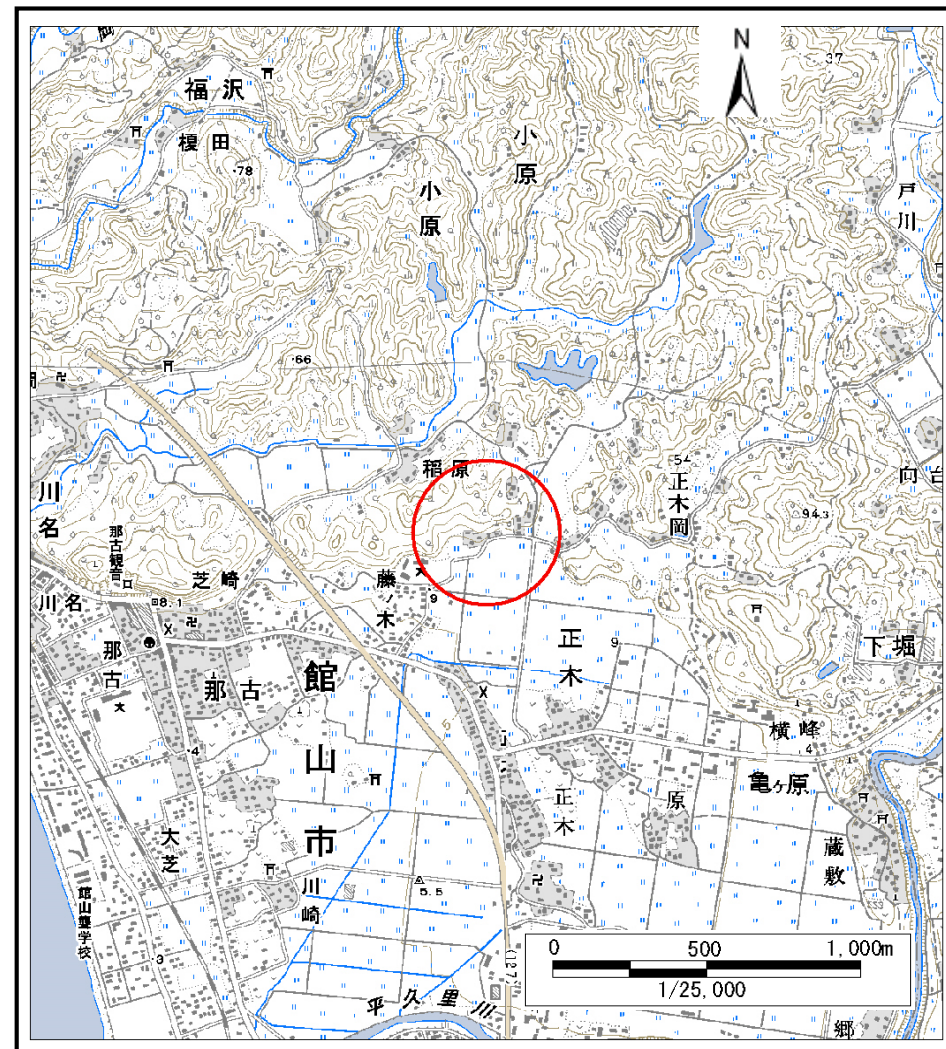 N
37
福沢
榎田
78
小原
小原
戸川
66
稲原
正木岡
向台
94.3
川名
那古観音
芝崎
藤ノ木
9
川名
8.1
那古
那古
館山市
正木
9
下堀
横峰
4
亀ヶ原
4
正木
原
蔵敷
大芝
川崎
5.5
館山聾学校
3
(127)
平久里川
郷
0 500 1,000m
1/25,000